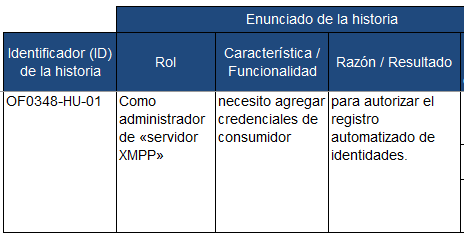 Enunciado de la historia
Identificador (ID)
de la historia
Rol
Característica /
Funcionalidad
Razón / Resultado
OF0348-HU-01
Como
administrador
de «servidor
XMPP»
necesito agregar
credenciales de
consumidor
para autorizar el
registro
automatizado de
identidades.